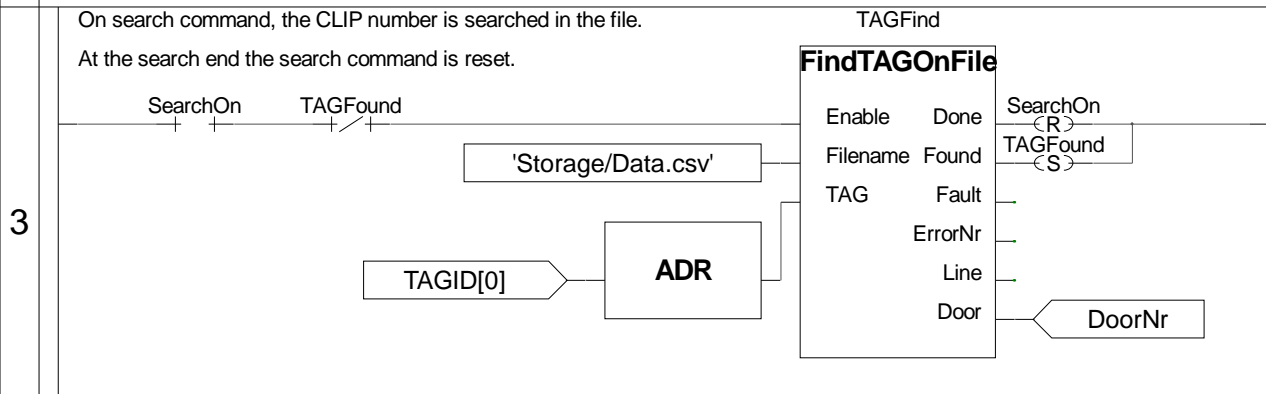 On search command, the CLIP number is searched in the file.
At the search end the search command is reset.
TAGFind
FindTAGOnFile
SearchOn
TAGFound
Enable
Done
SearchOn
R
'Storage/Data.csv'
Filename
Found
TAGFound
S
TAG
Fault
3
ErrorNr
TAGID[0]
ADR
Line
Door
DoorNr